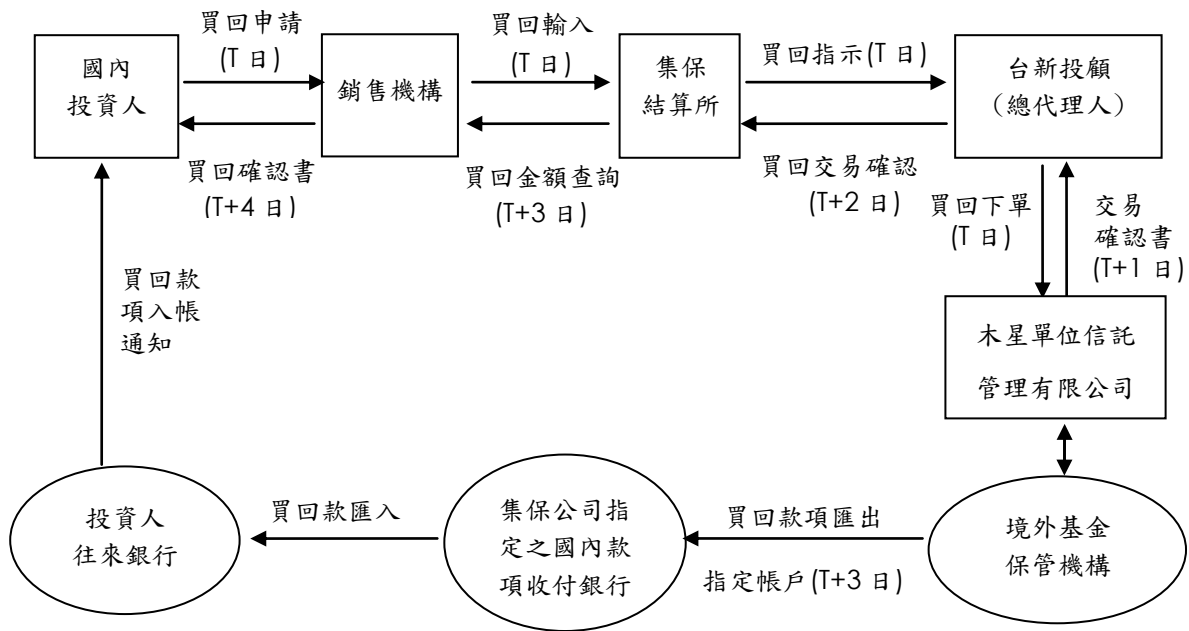 買回申請
(T 日)
買回輸入
(T 日)
買回指示(T 日)
國內
投資人
銷售機構
集保
結算所
台新投顧
（總代理人）
買回確認書
(T+4 日)
買回金額查詢
(T+3 日)
買回交易確認
(T+2 日)
買回下單
(T 日)
交易
確認書
(T+1 日)
買回款
項入帳
通知
木星單位信託
管理有限公司
投資人
往來銀行
買回款匯入
集保公司指
定之國內款
項收付銀行
買回款項匯出
指定帳戶(T+3 日)
境外基金
保管機構